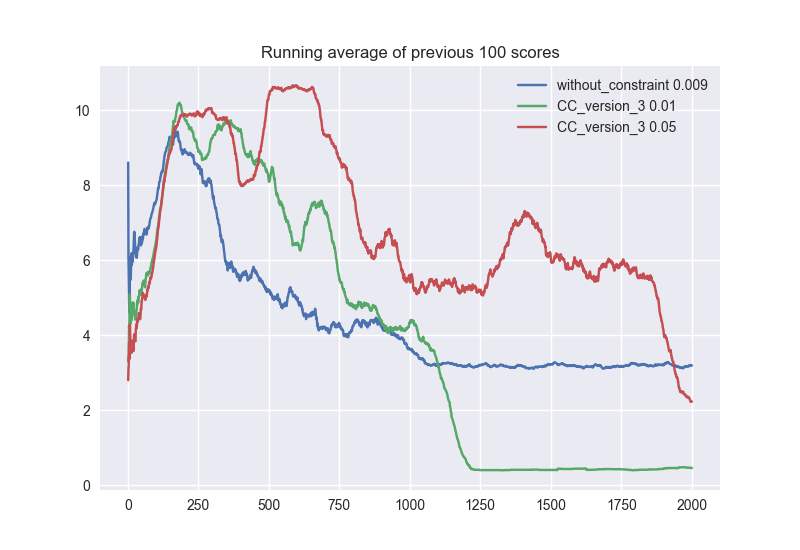 Running average of previous 100 scores
without_constraint 0.009
CC_version_3 0.01
CC_version_3 0.05
10
8
6
4
2
0
0 250 500 750 1000 1250 1500 1750 2000